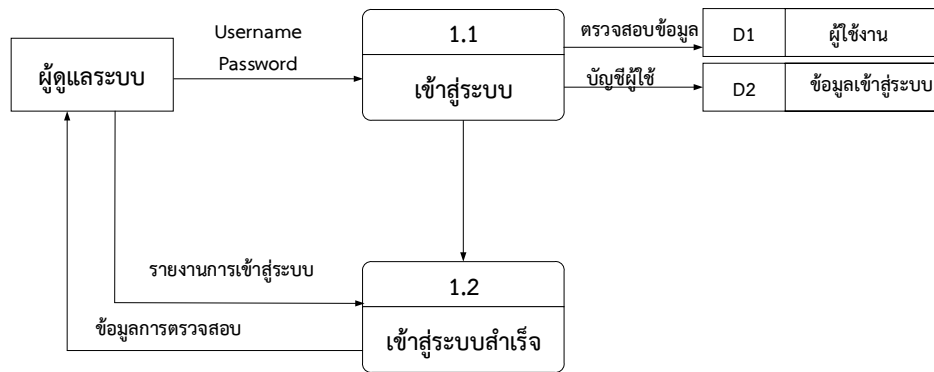 Username
Password
ผู้ดูแลระบบ
1.1
เข้าสู่ระบบ
ตรวจสอบข้อมูล
บัญชีผู้ใช้
D1
ผู้ใช้งาน
D2
ข้อมูลเข้าสู่ระบบ
รายงานการเข้าสู่ระบบ
ข้อมูลการตรวจสอบ
1.2
เข้าสู่ระบบสำเร็จ